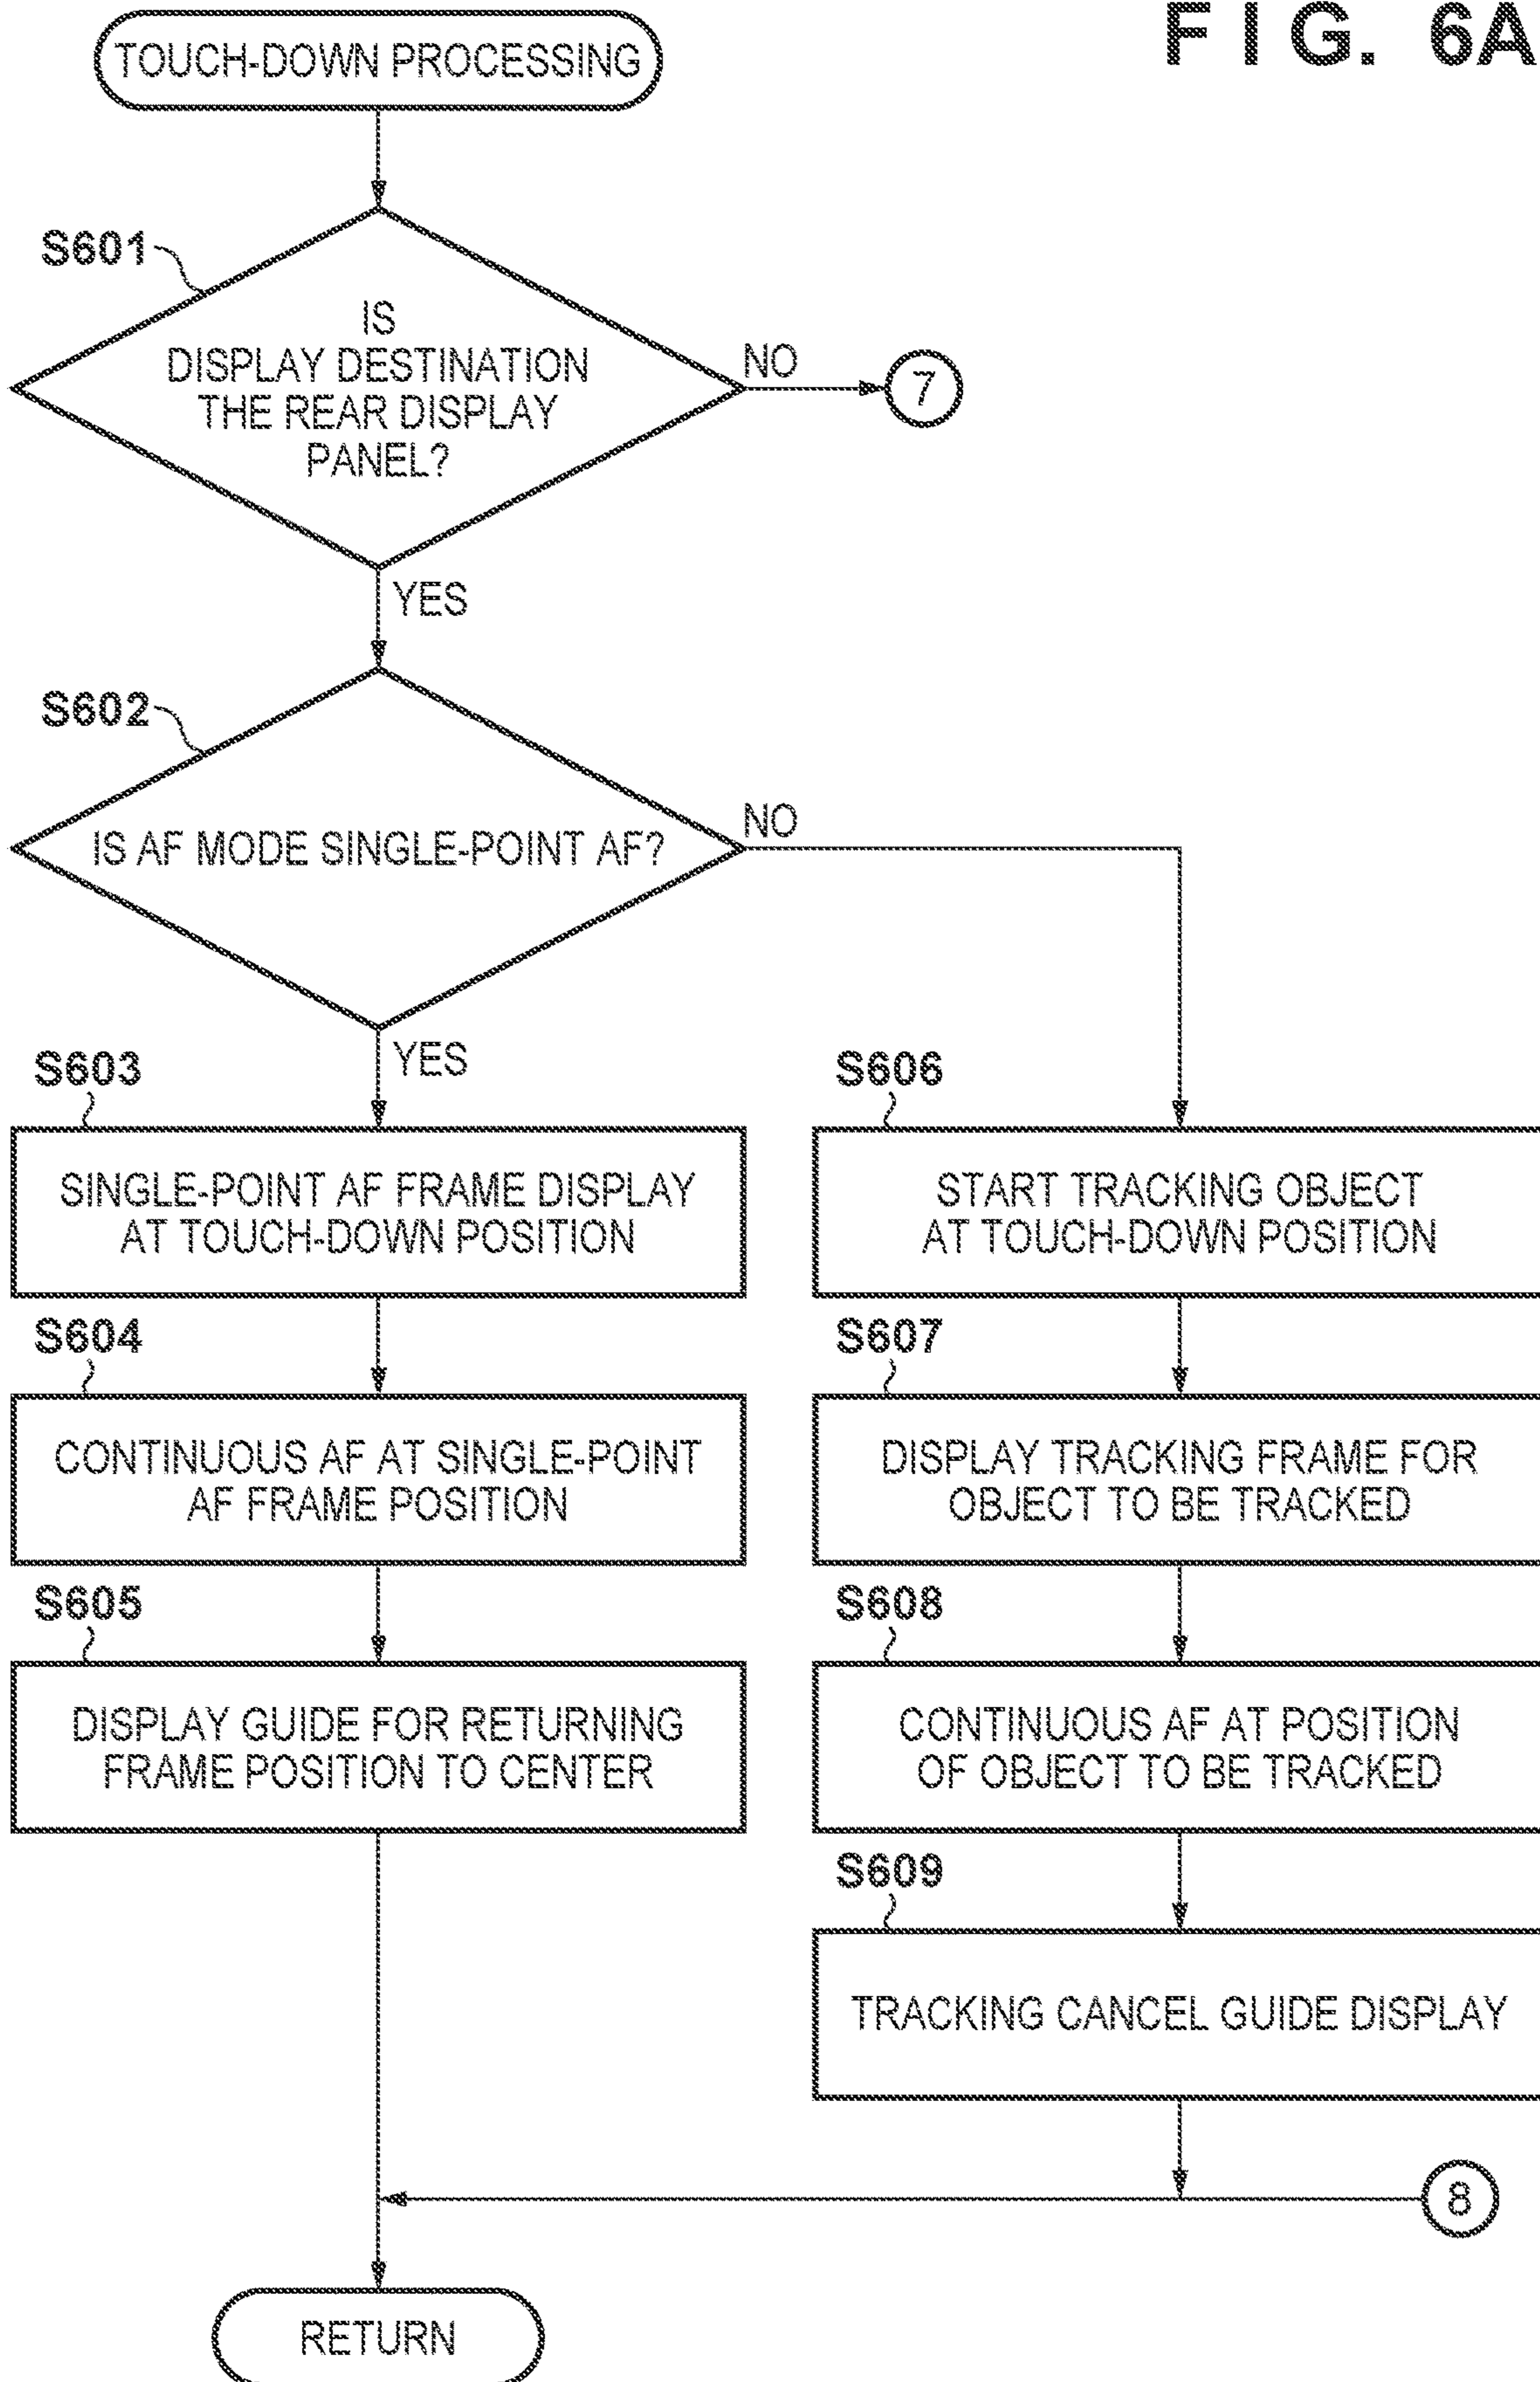 FIG. 6A
TOUCH-DOWN PROCESSING
S601
IS
DISPLAY DESTINATION
THE REAR DISPLAY
PANEL?
NO
7
YES
S602
IS AF MODE SINGLE-POINT AF?
NO
YES
S603
SINGLE-POINT AF FRAME DISPLAY
AT TOUCH-DOWN POSITION
S604
CONTINUOUS AF AT SINGLE-POINT
AF FRAME POSITION
S605
DISPLAY GUIDE FOR RETURNING
FRAME POSITION TO CENTER
S606
START TRACKING OBJECT
AT TOUCH-DOWN POSITION
S607
DISPLAY TRACKING FRAME FOR
OBJECT TO BE TRACKED
S608
CONTINUOUS AF AT POSITION
OF OBJECT TO BE TRACKED
S609
TRACKING CANCEL GUIDE DISPLAY
8
RETURN